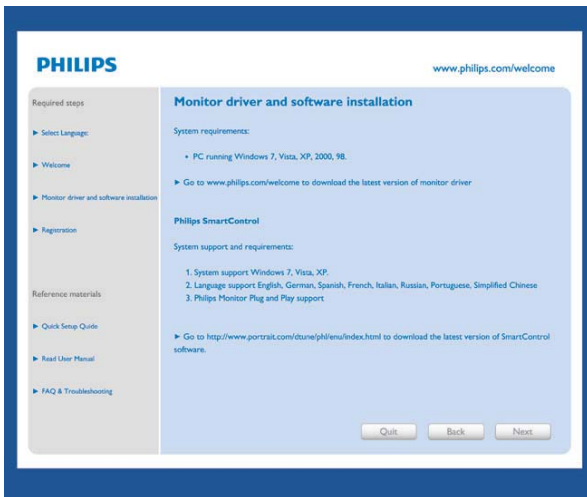 PHILIPS
www.philips.com/welcome
Required steps
► Select Language:
► Welcome
► Monitor driver and software installation
► Registration
Reference materials
► Quick Setup Guide
► Read User Manual
► FAQ & Troubleshooting
Monitor driver and software installation
System requirements:
• PC running Windows 7, Vista, XP, 2000, 98.
► Go to www.philips.com/welcome to download the latest version of monitor driver
Philips SmartControl
System support and requirements:
1. System support Windows 7, Vista, XP.
2. Language support English, German, Spanish, French, Italian, Russian, Portuguese, Simplified Chinese
3. Philips Monitor Plug and Play support
► Go to http://www.portrait.com/dtune/phl/enu/index.html to download the latest version of SmartControl
software.
Quit
Back
Next